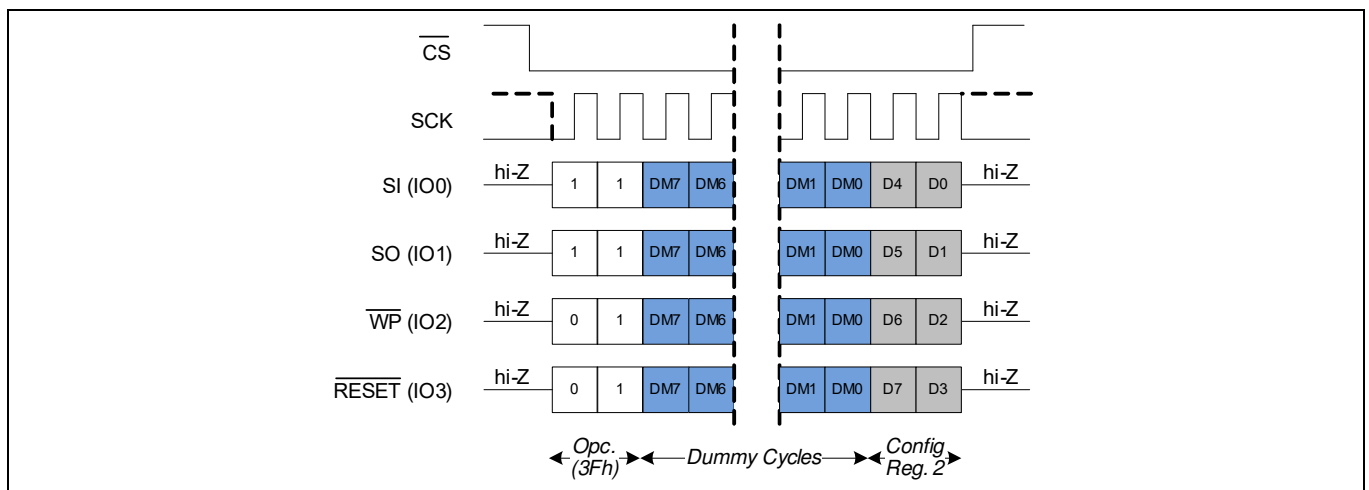 CS
SCK
SI (IO0) hi-Z 1 1 DM7 DM6 DM1 DM0 D4 D0 hi-Z
SO (IO1) hi-Z 1 1 DM7 DM6 DM1 DM0 D5 D1 hi-Z
WP (IO2) hi-Z 0 1 DM7 DM6 DM1 DM0 D6 D2 hi-Z
RESET (IO3) hi-Z 0 1 DM7 DM6 DM1 DM0 D7 D3 hi-Z
Opc. Dummy Cycles Config
(3Fh) Reg. 2